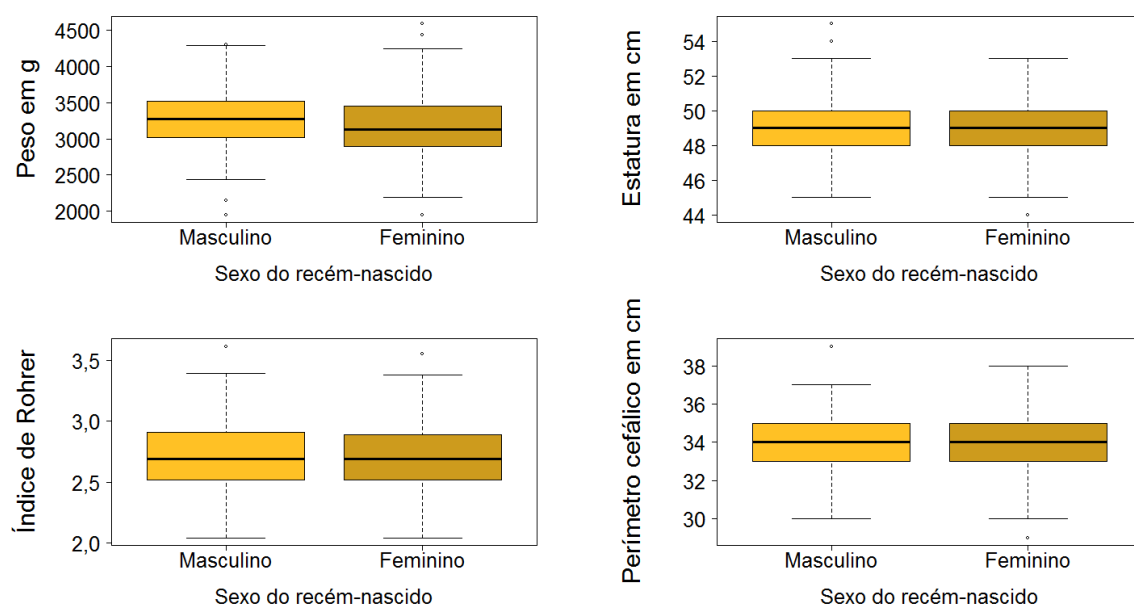 Peso em g
4500
4000
3500
3000
2500
2000
Masculino Feminino
Sexo do recém-nascido
Estatura em cm
54
52
50
48
46
44
Masculino Feminino
Sexo do recém-nascido
Índice de Rohrer
3,5
3,0
2,5
2,0
Masculino Feminino
Sexo do recém-nascido
Perímetro cefálico em cm
38
36
34
32
30
Masculino Feminino
Sexo do recém-nascido